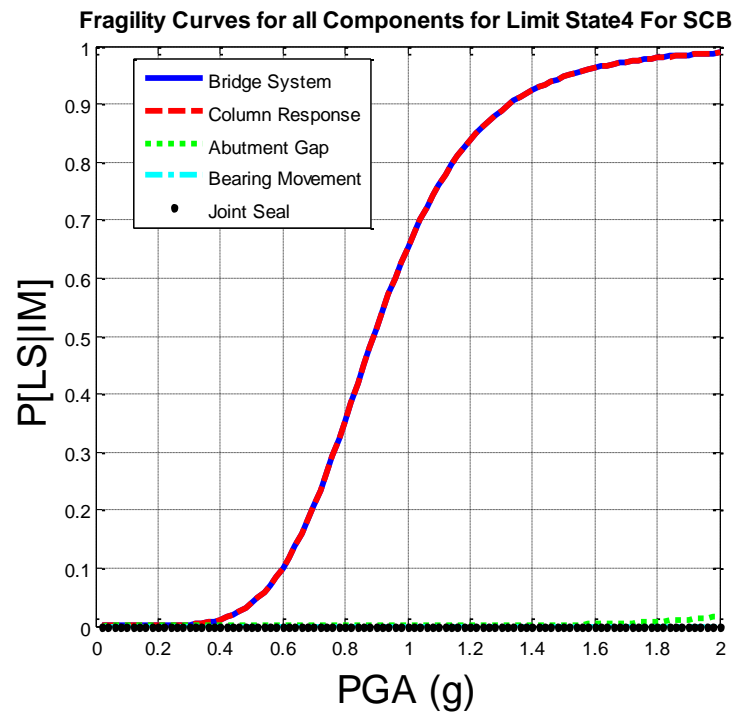 Fragility Curves for all Components for Limit State4 For SCB
1
0.9
0.8
0.7
0.6
0.5
0.4
0.3
0.2
0.1
0
Bridge System
Column Response
Abutment Gap
Bearing Movement
Joint Seal
P[LS|IM]
0 0.2 0.4 0.6 0.8 1 1.2 1.4 1.6 1.8 2
PGA (g)